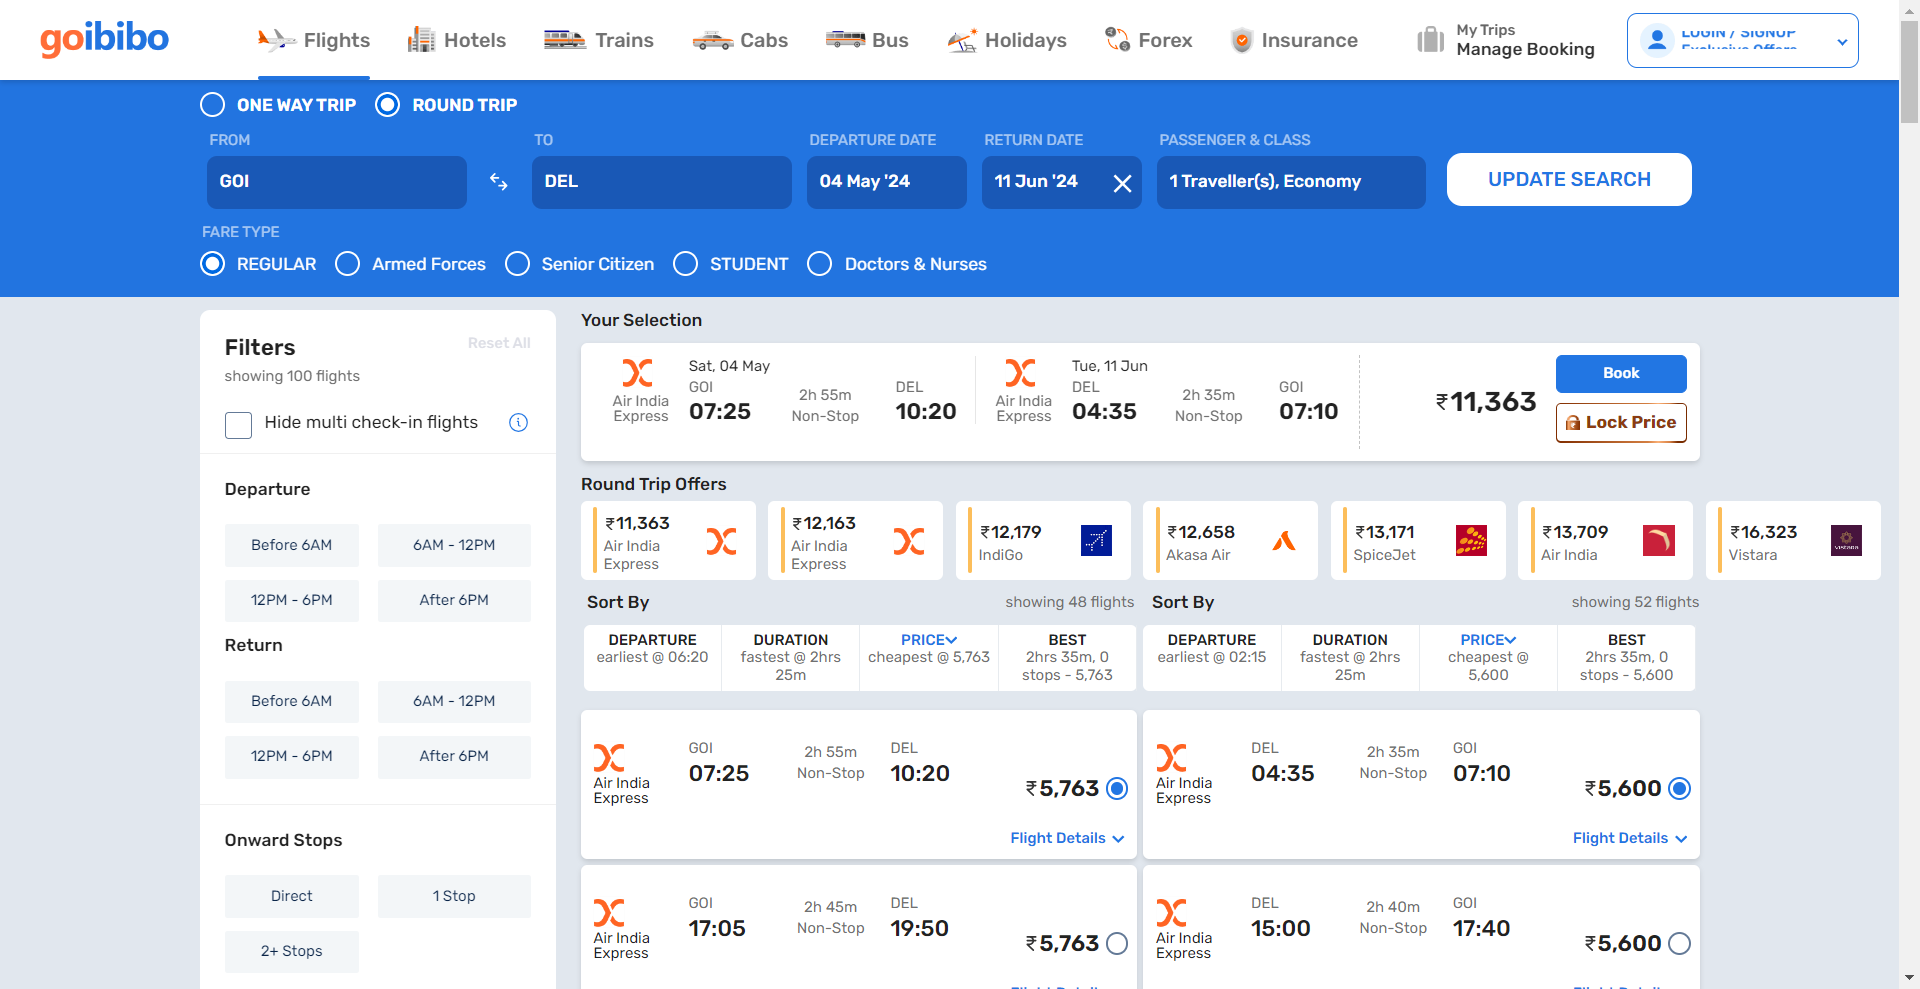 goibibo
Flights
Hotels
Trains
Cabs
Bus
Holidays
Forex
Insurance
My Trips
Manage Booking
LOGIN / SIGNUP
Exclusive Offers
ONE WAY TRIP
ROUND TRIP
FROM
TO
DEPARTURE DATE
RETURN DATE
PASSENGER & CLASS
GOI
DEL
04 May '24
11 Jun '24
1 Traveller(s), Economy
UPDATE SEARCH
FARE TYPE
REGULAR
Armed Forces
Senior Citizen
STUDENT
Doctors & Nurses
Filters
Reset All
showing 100 flights
Hide multi check-in flights
Departure
Before 6AM
6AM - 12PM
12PM - 6PM
After 6PM
Return
Before 6AM
6AM - 12PM
12PM - 6PM
After 6PM
Onward Stops
Direct
1 Stop
2+ Stops
Your Selection
Air India
Express
Sat, 04 May
GOI
07:25
2h 55m
Non-Stop
DEL
10:20
Air India
Express
Tue, 11 Jun
DEL
04:35
2h 35m
Non-Stop
GOI
07:10
₹11,363
Book
Lock Price
Round Trip Offers
₹11,363
Air India
Express
₹12,163
Air India
Express
₹12,179
IndiGo
₹12,658
Akasa Air
₹13,171
SpiceJet
₹13,709
Air India
₹16,323
Vistara
VISTARA
Sort By
showing 48 flights
DEPARTURE
earliest @ 06:20
DURATION
fastest @ 2hrs
25m
PRICE
cheapest @ 5,763
BEST
2hrs 35m, 0
stops - 5,763
Sort By
showing 52 flights
DEPARTURE
earliest @ 02:15
DURATION
fastest @ 2hrs
25m
PRICE
cheapest @
5,600
BEST
2hrs 35m, 0
stops - 5,600
Air India
Express
GOI
07:25
2h 55m
Non-Stop
DEL
10:20
₹5,763
Flight Details
Air India
Express
DEL
04:35
2h 35m
Non-Stop
GOI
07:10
₹5,600
Flight Details
Air India
Express
GOI
17:05
2h 45m
Non-Stop
DEL
19:50
₹5,763
Flight Details
Air India
Express
DEL
15:00
2h 40m
Non-Stop
GOI
17:40
₹5,600
Flight Details